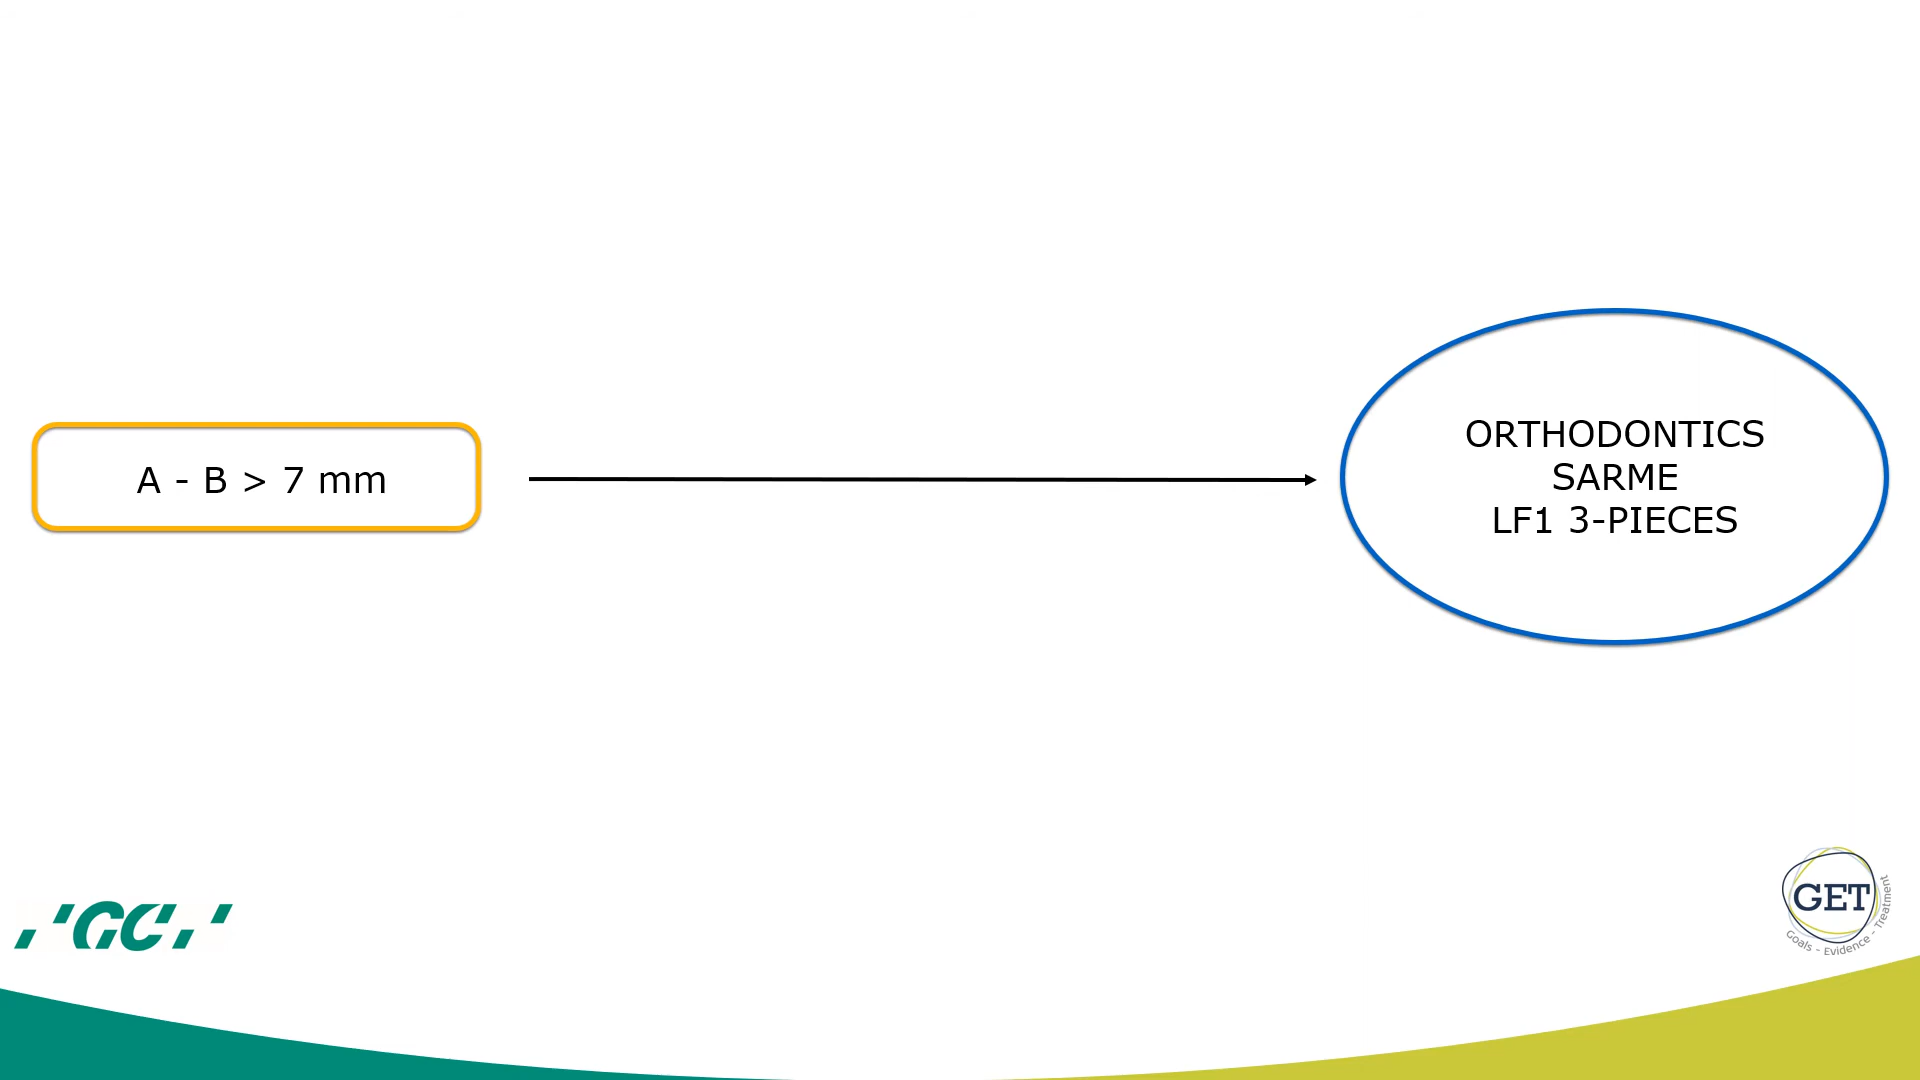 A - B > 7 mm
ORTHODONTICS
SARME
LF1 3-PIECES
GC
GET
Goals - Evidence - Treatment